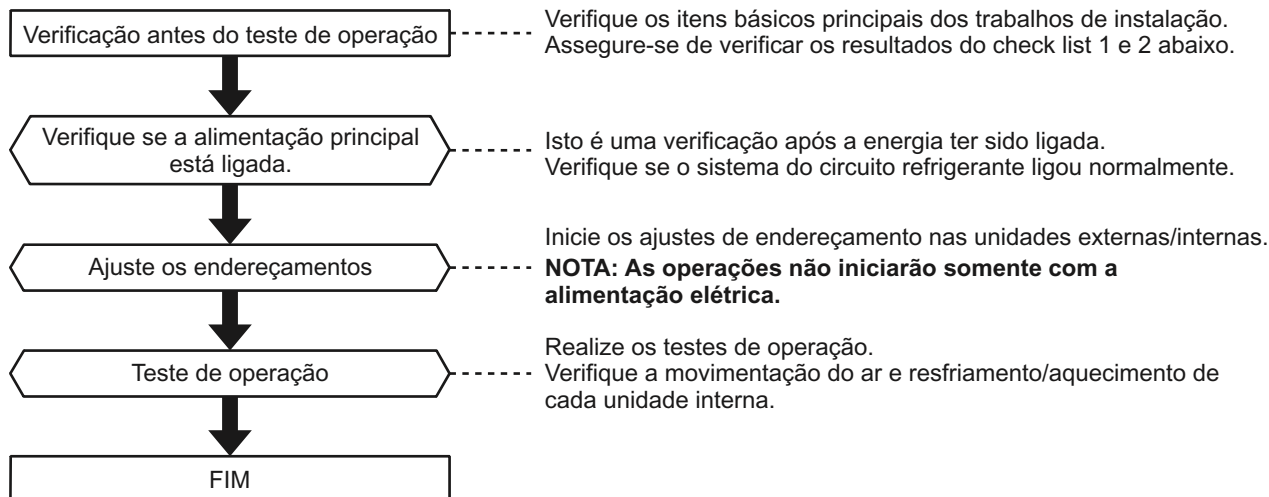 Verificação antes do teste de operação
Verifique os itens básicos principais dos trabalhos de instalação.
Assegure-se de verificar os resultados do check list 1 e 2 abaixo.
Verifique se a alimentação principal
está ligada.
Isto é uma verificação após a energia ter sido ligada.
Verifique se o sistema do circuito refrigerante ligou normalmente.
Ajuste os endereçamentos
Inicie os ajustes de endereçamento nas unidades externas/internas.
NOTA: As operações não iniciarão somente com a
alimentação elétrica.
Teste de operação
Realize os testes de operação.
Verifique a movimentação do ar e resfriamento/aquecimento de
cada unidade interna.
FIM